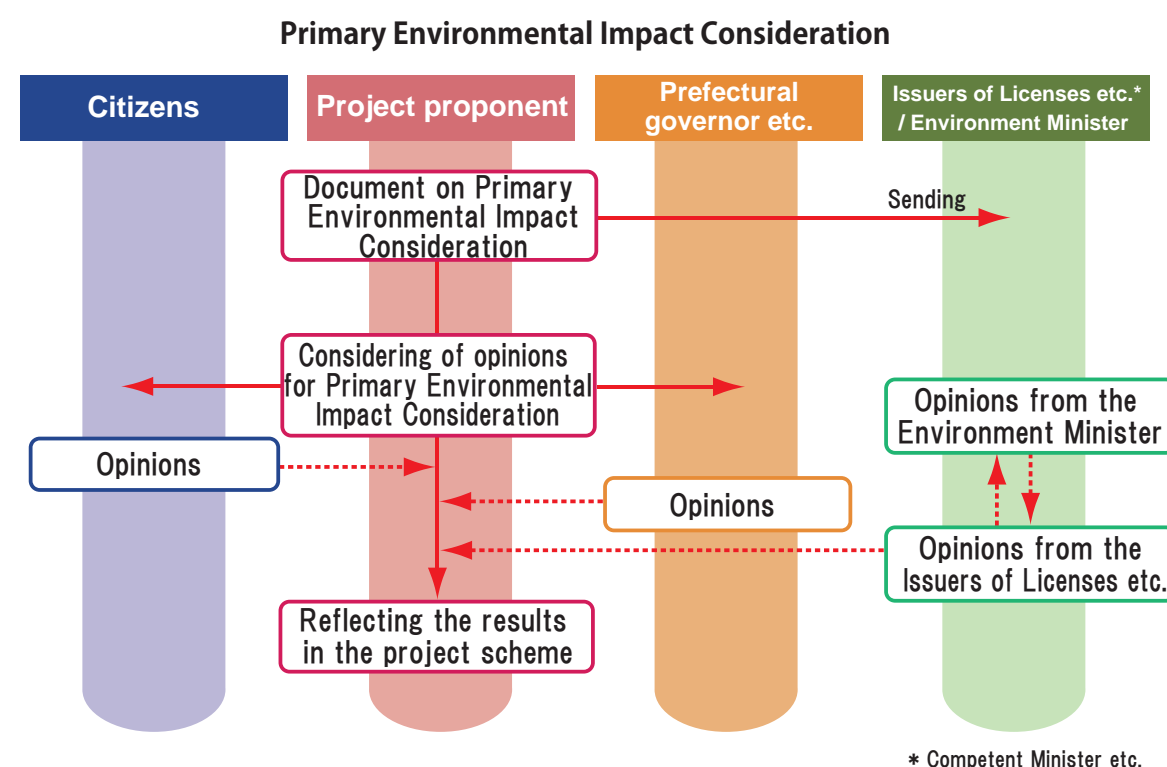 Primary Environmental Impact Consideration
Citizens
Project proponent
Prefectural
governor etc.
Issuers of Licenses etc.*
/ Environment Minister
Document on Primary
Environmental Impact
Consideration
Sending
Considering of opinions
for Primary Environmental
Impact Consideration
Opinions from the
Environment Minister
Opinions
Opinions
Opinions from the
Issuers of Licenses etc.
Reflecting the results
in the project scheme
* Competent Minister etc.